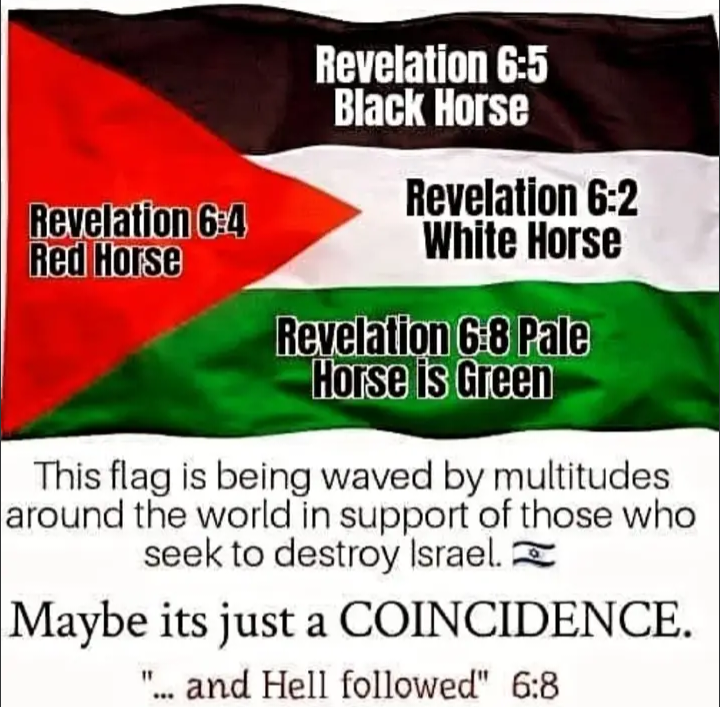 Revelation 6:5
Black Horse
Revelation 6:2
White Horse
Revelation 6:4
Red Horse
Revelation 6:8 Pale
Horse is Green
This flag is being waved by multitudes
around the world in support of those who
seek to destroy Israel. 🇮🇱
Maybe its just a COINCIDENCE.
"... and Hell followed" 6:8